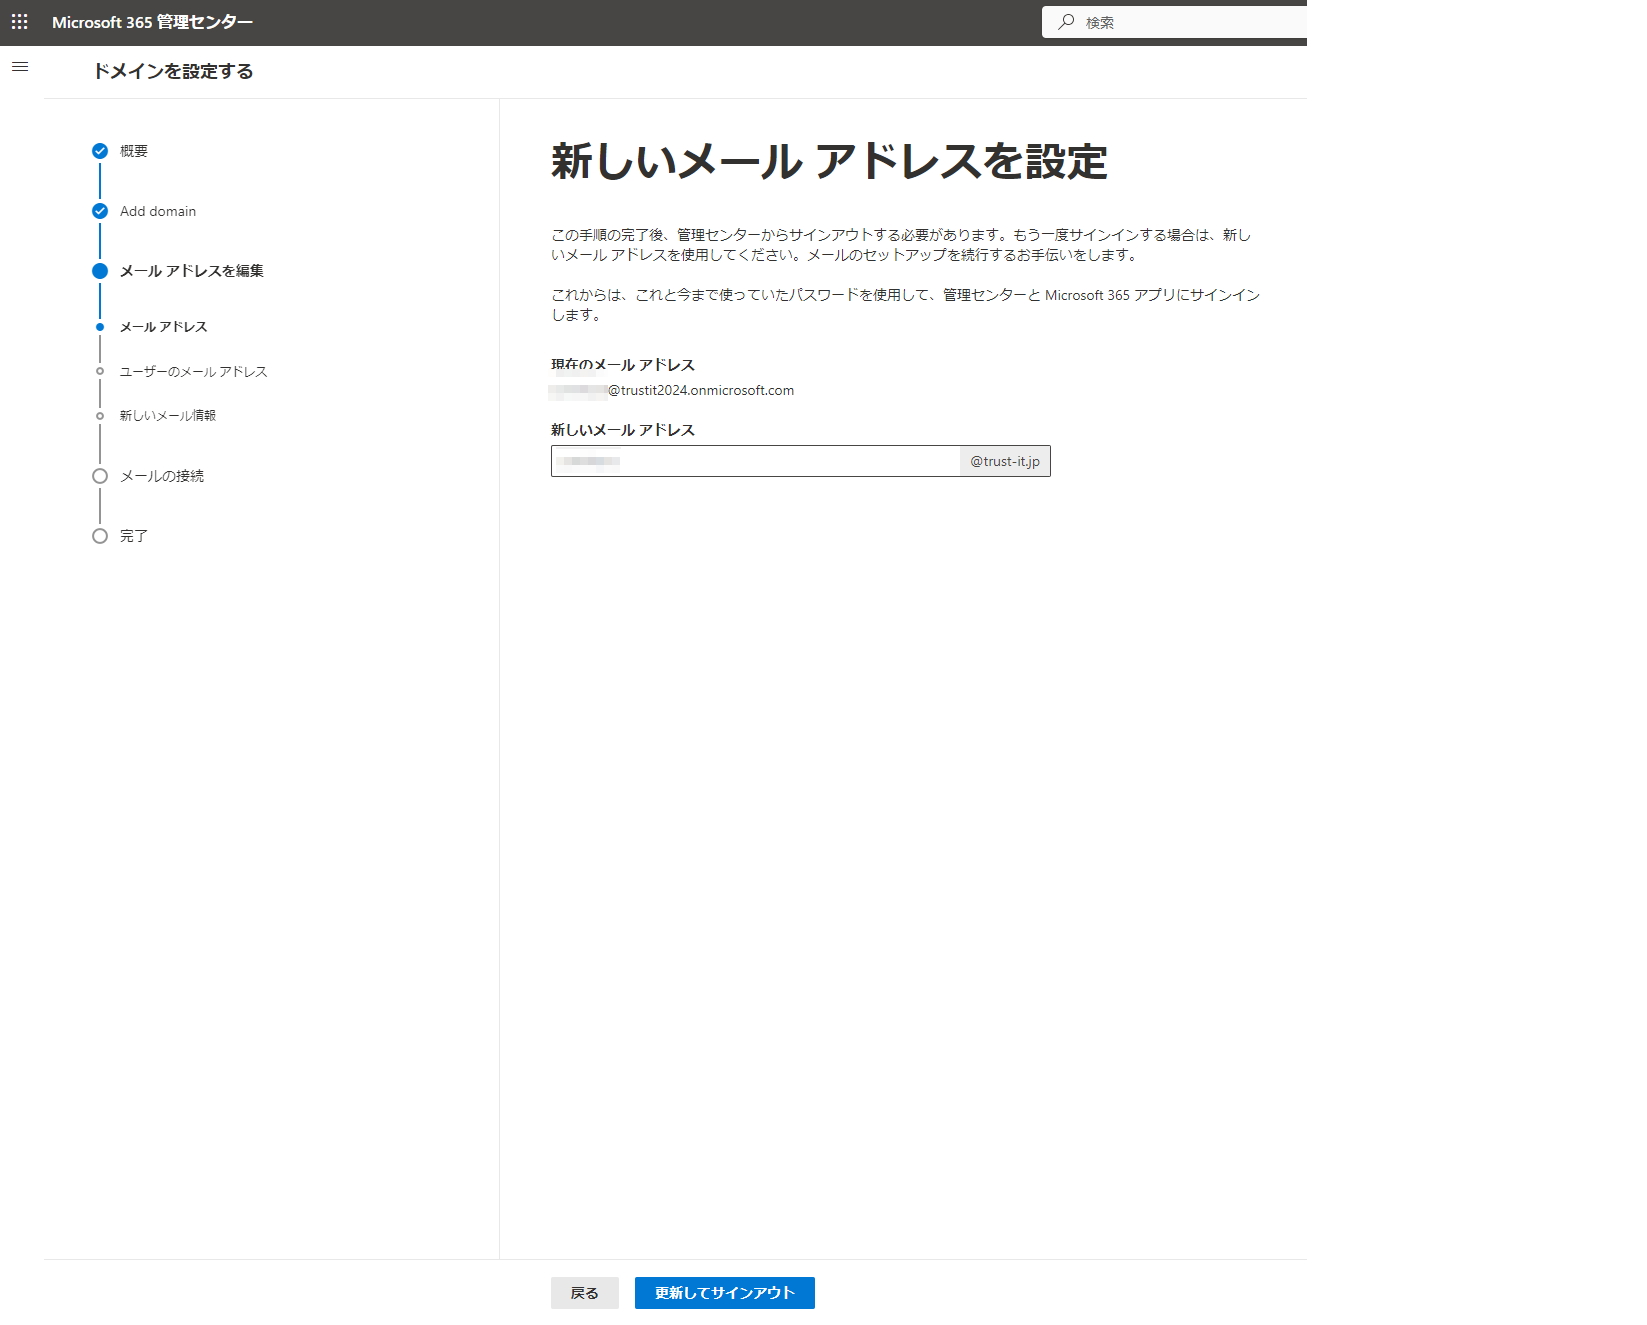 Microsoft 365 管理センター
検索
ドメインを設定する
概要
Add domain
メール アドレスを編集
メール アドレス
ユーザーのメール アドレス
新しいメール情報
メールの接続
完了
新しいメール アドレスを設定
この手順の完了後、管理センターからサインアウトする必要があります。もう一度サインインする場合は、新し
いメール アドレスを使用してください。メールのセットアップを続行するお手伝いをします。
これからは、これと今まで使っていたパスワードを使用して、管理センターと Microsoft 365 アプリにサインイン
します。
現在のメール アドレス
@trustit2024.onmicrosoft.com
新しいメール アドレス
@trust-it.jp
戻る
更新してサインアウト